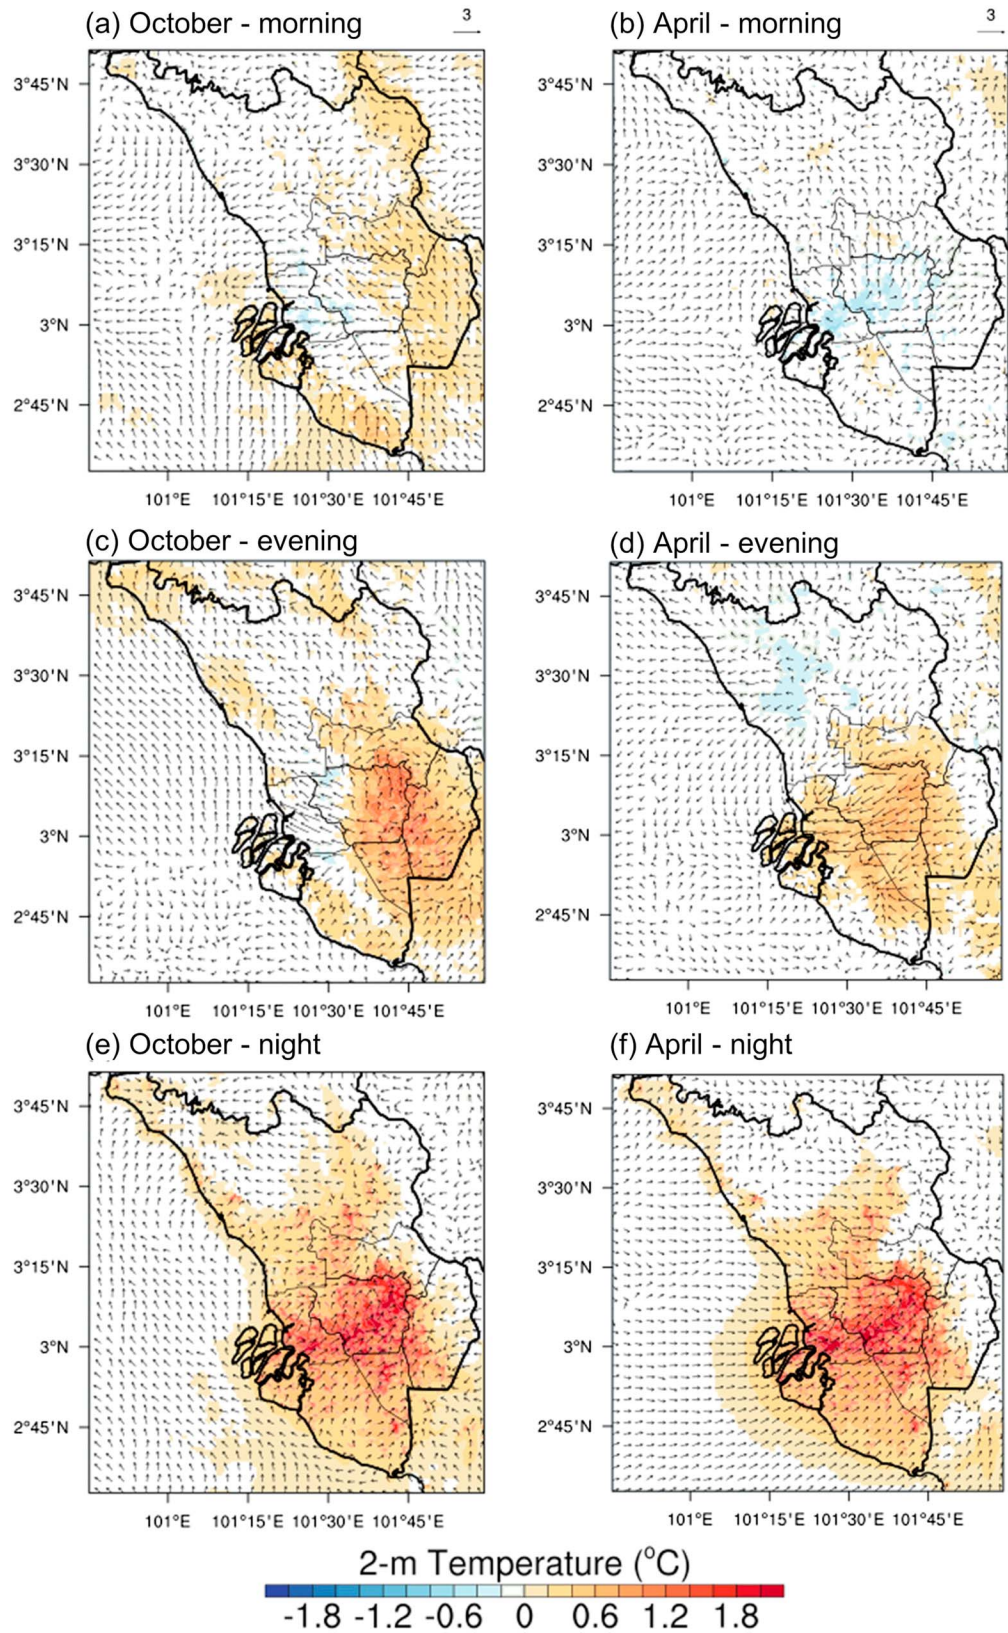 (a) October - morning
3
(b) April - morning
3
3°45'N
3°30'N
3°15'N
3°N
2°45'N
101°E 101°15'E 101°30'E 101°45'E
3°45'N
3°30'N
3°15'N
3°N
2°45'N
101°E 101°15'E 101°30'E 101°45'E
(c) October - evening
(d) April - evening
3°45'N
3°30'N
3°15'N
3°N
2°45'N
101°E 101°15'E 101°30'E 101°45'E
3°45'N
3°30'N
3°15'N
3°N
2°45'N
101°E 101°15'E 101°30'E 101°45'E
(e) October - night
(f) April - night
3°45'N
3°30'N
3°15'N
3°N
2°45'N
101°E 101°15'E 101°30'E 101°45'E
3°45'N
3°30'N
3°15'N
3°N
2°45'N
101°E 101°15'E 101°30'E 101°45'E
2-m Temperature (°C)
-1.8 -1.2 -0.6 0 0.6 1.2 1.8